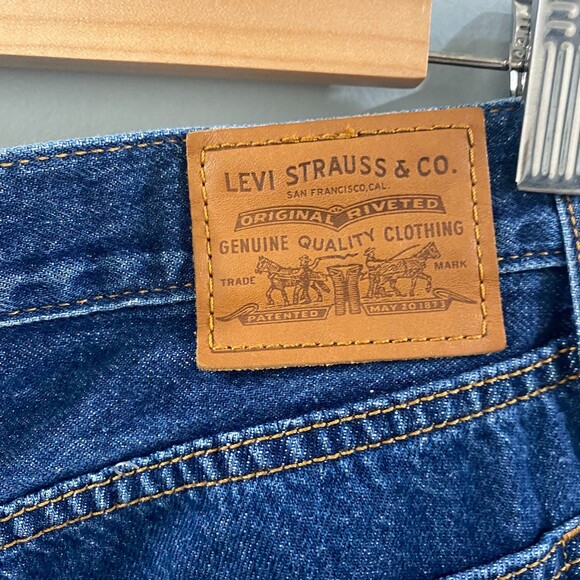 LEVI STRAUSS & CO.
SAN FRANCISCO, CAL.
ORIGINAL RIVETED
GENUINE QUALITY CLOTHING
TRADE MARK
PATENTED MAY 20 1873